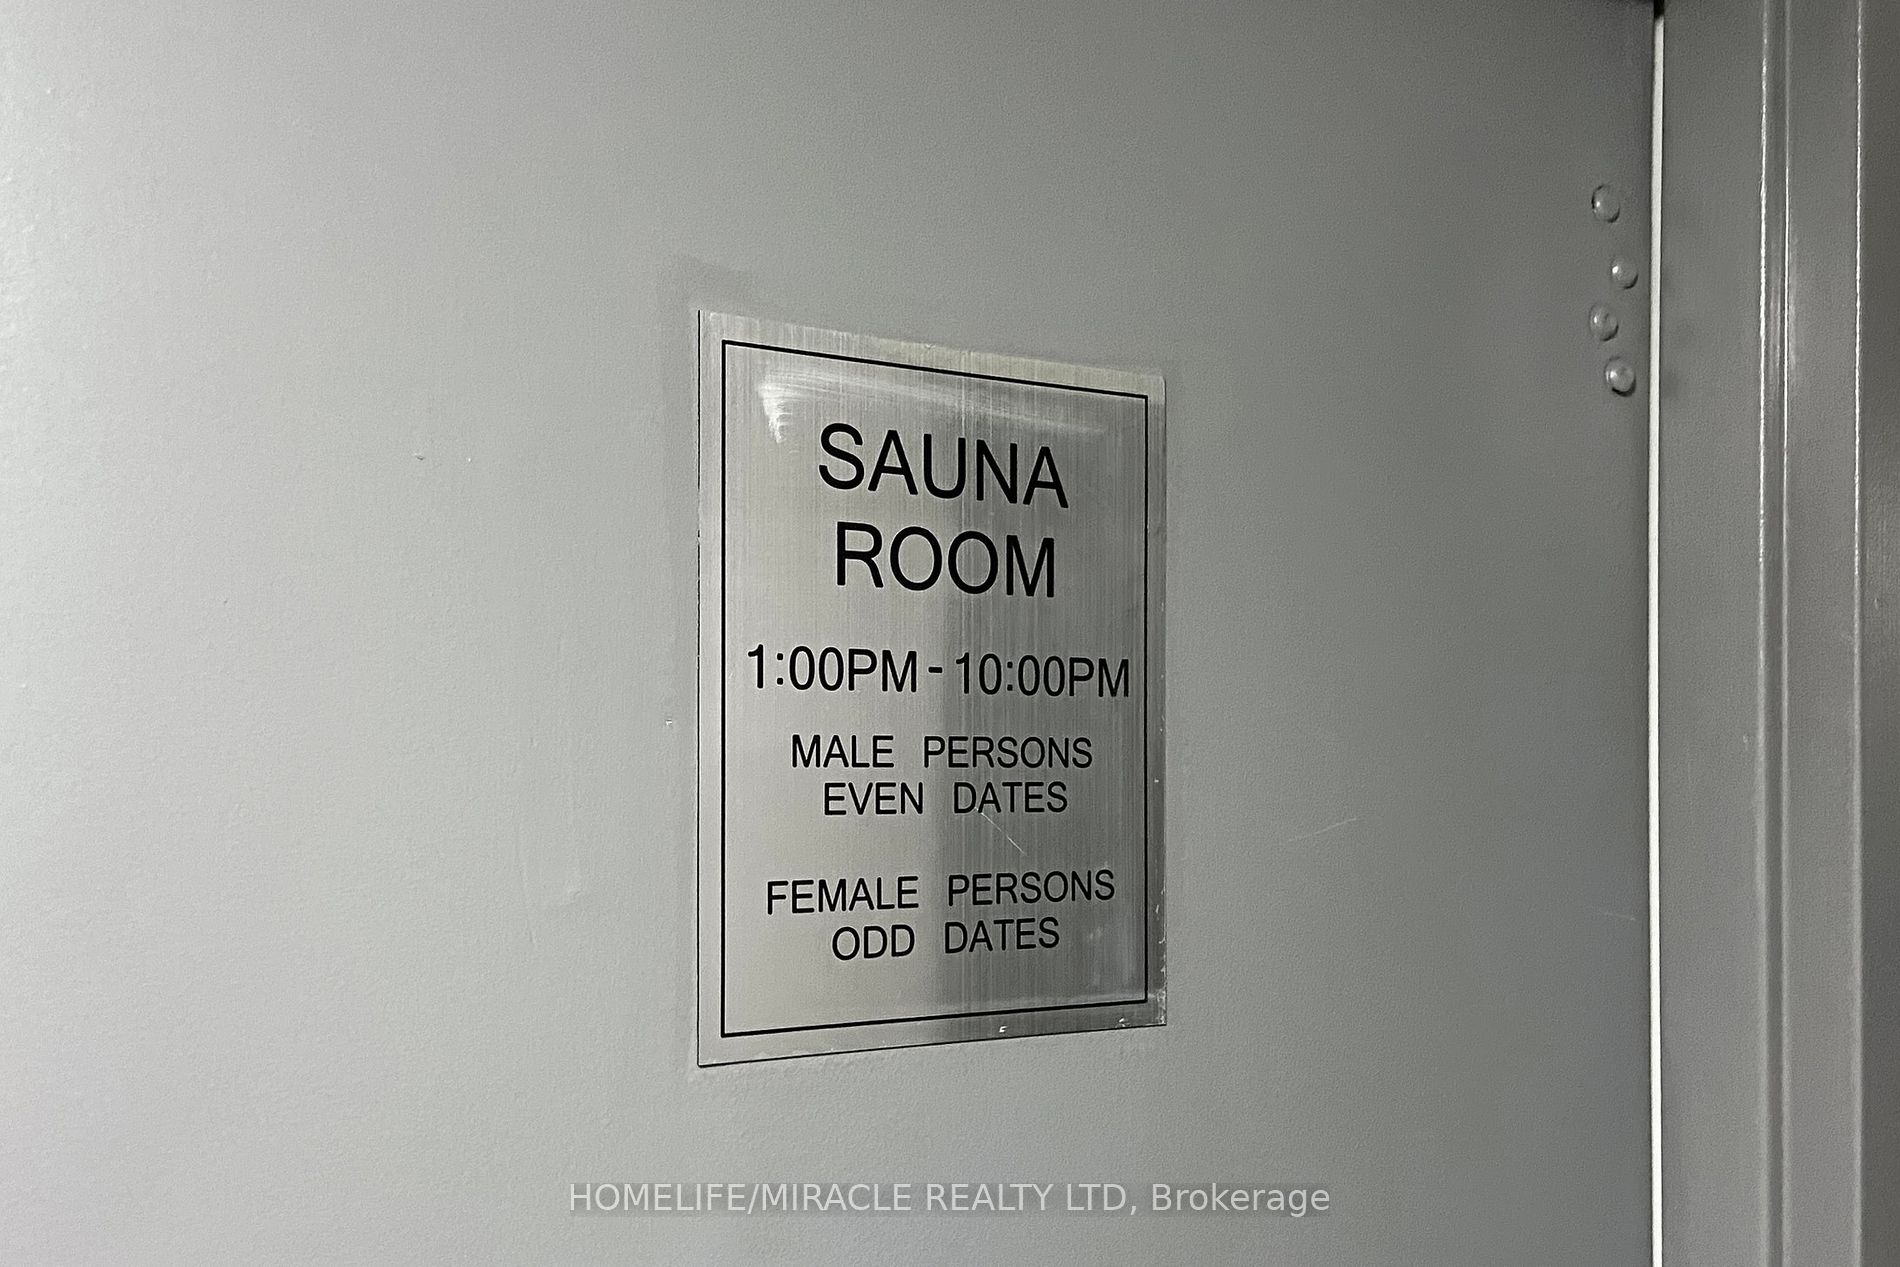 SAUNA
ROOM
1:00PM - 10:00PM
MALE PERSONS
EVEN DATES
FEMALE PERSONS
ODD DATES
HOMELIFE/MIRACLE REALTY LTD, Brokerage